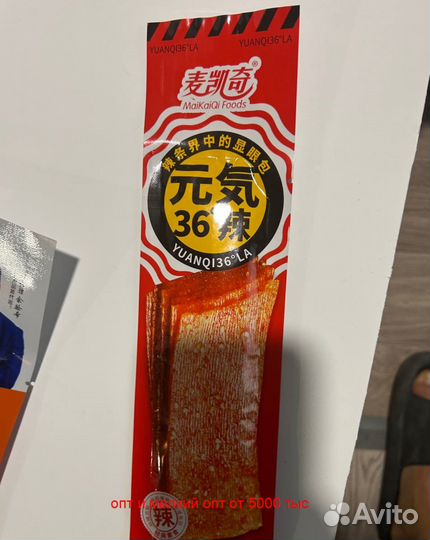 YUANQI36°LA YUANQI36°LA
麦凯奇®
MaiKaiQi Foods
辣条界中的显眼包
元気
36°辣
YUANQI36°LA
опт и мелкий опт от 5000 тыс
辣
Avito